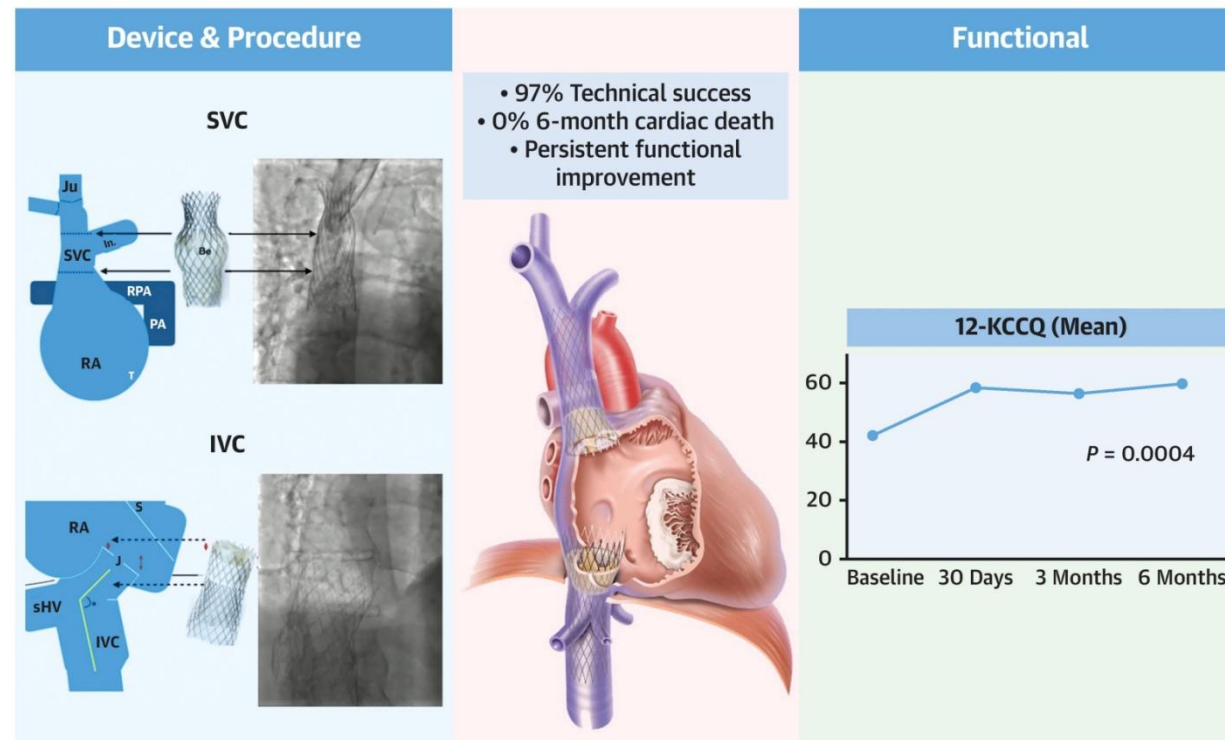 Device & Procedure
SVC
Ju
In.
SVC
Be
RPA
PA
RA
T
IVC
S
RA
J
sHV
IVC
• 97% Technical success
• 0% 6-month cardiac death
• Persistent functional
improvement
Functional
12-KCCQ (Mean)
60
40
20
0
P = 0.0004
Baseline 30 Days 3 Months 6 Months